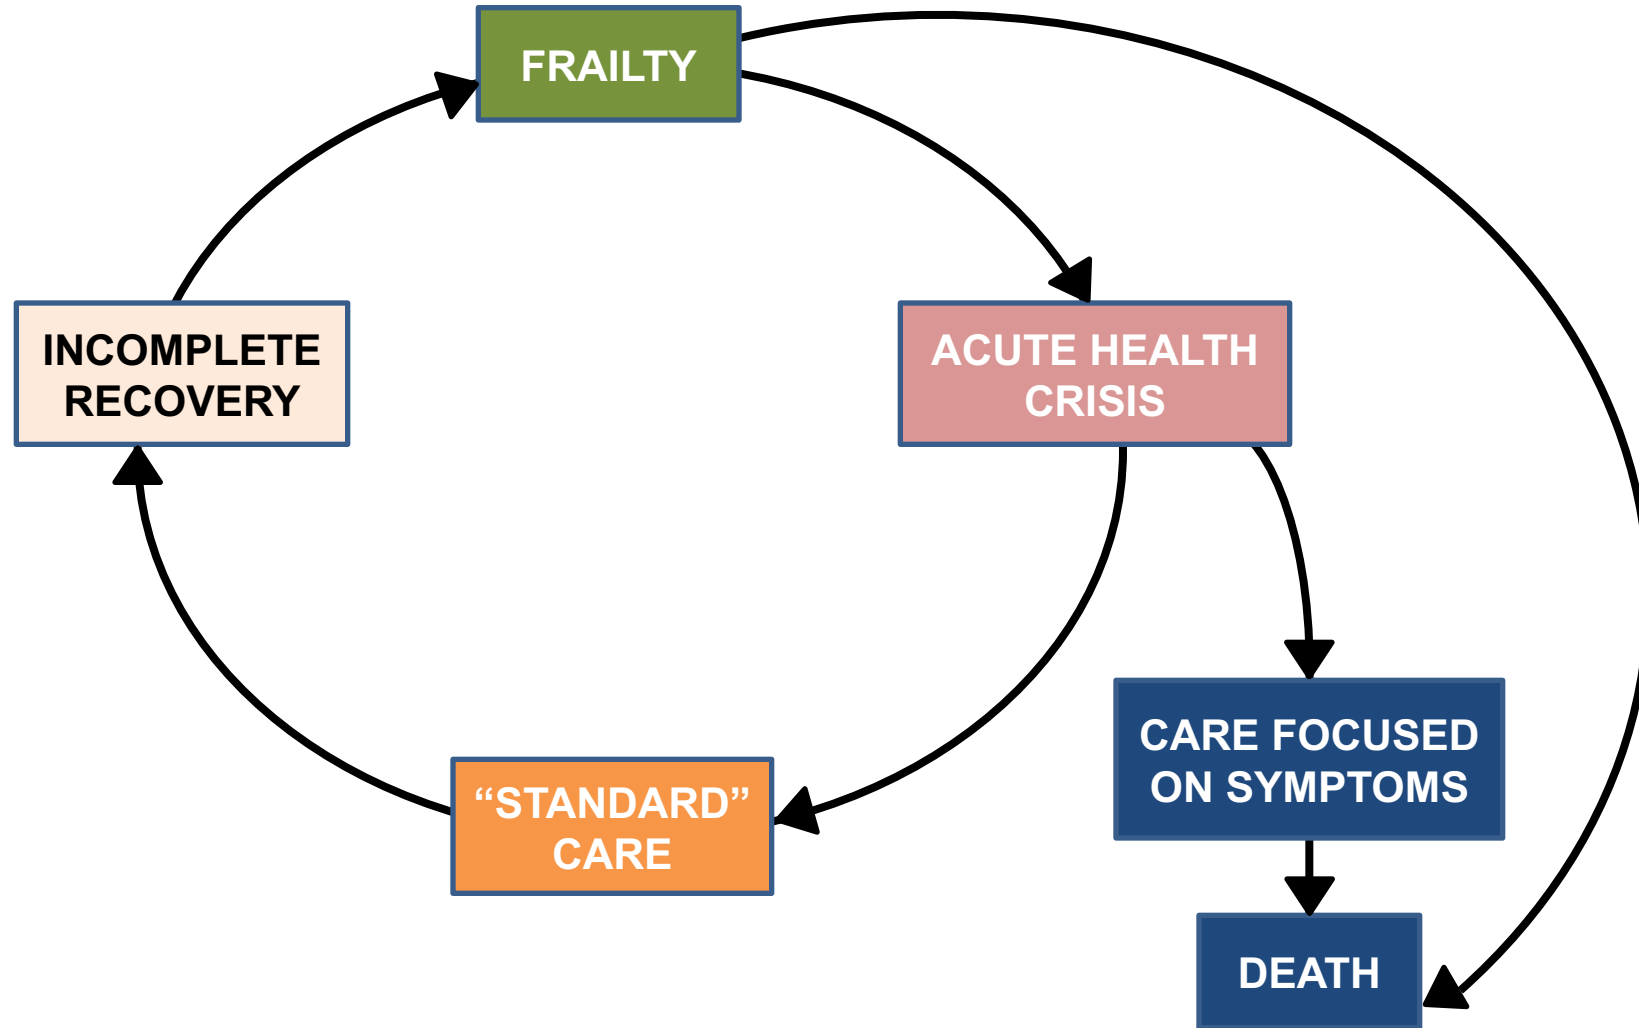 FRAILTY
INCOMPLETE
RECOVERY
ACUTE HEALTH
CRISIS
CARE FOCUSED
ON SYMPTOMS
“STANDARD”
CARE
DEATH